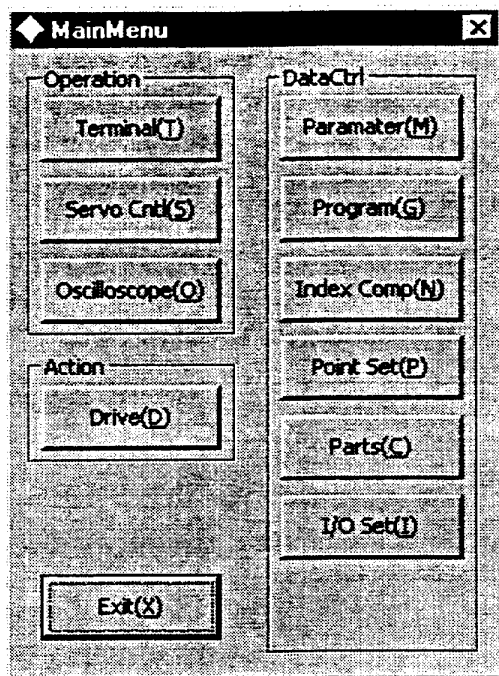 MainMenu
Operation
Terminal(T)
Servo Cntl(S)
Oscilloscope(O)
Action
Drive(D)
Exit(X)
DataCtrl
Paramater(M)
Program(G)
Index Comp(N)
Point Set(P)
Parts(C)
I/O Set(I)